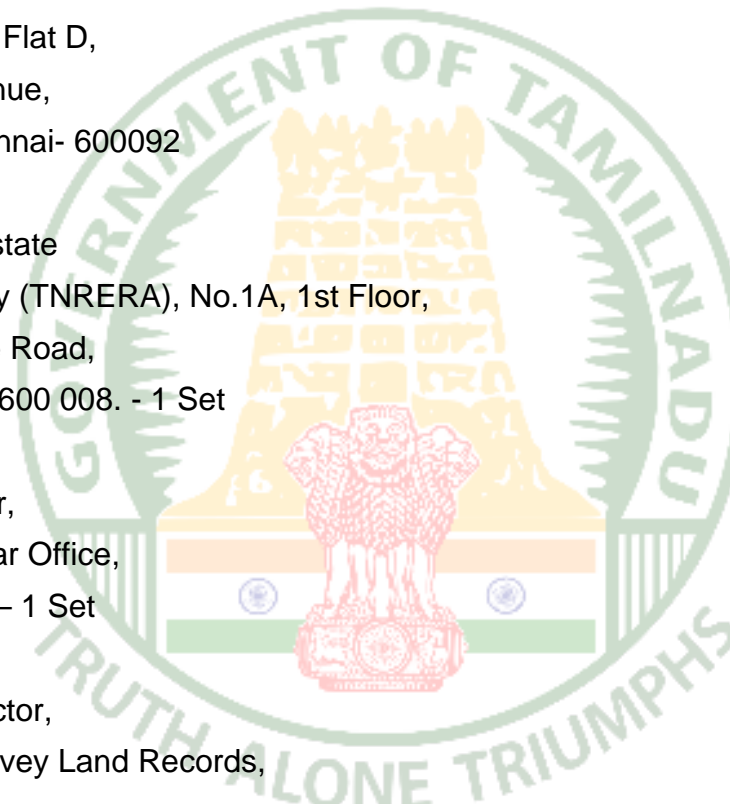 Flat D,
nue,
nnai- 600092
state
y (TNRERA), No.1A, 1st Floor,
Road,
600 008. - 1 Set
r,
ar Office,
– 1 Set
ctor,
vey Land Records,
GOVERNMENT OF TAMILNADU
TRUTH ALONE TRIUMPHS